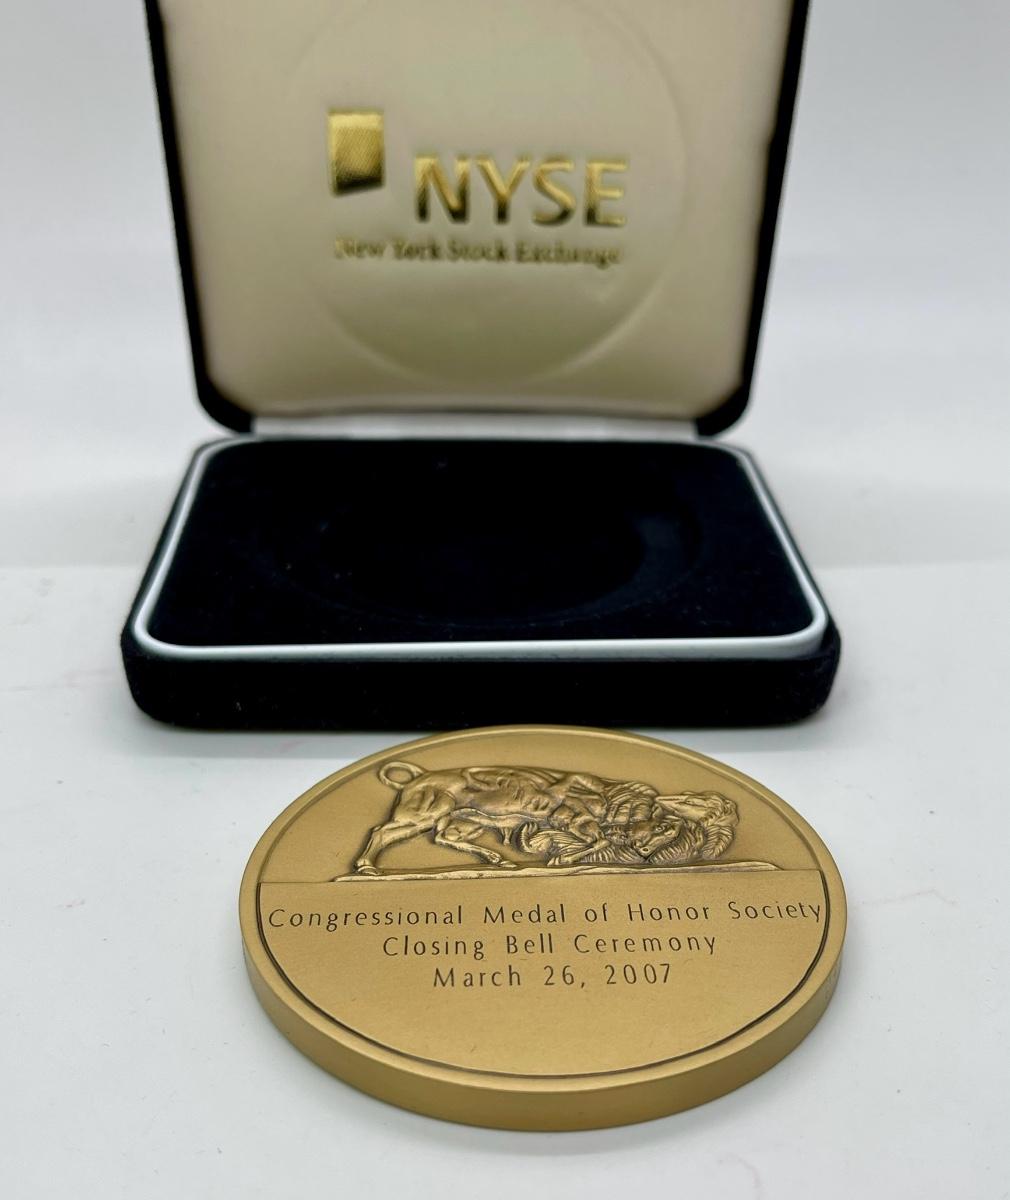 NYSE
New York Stock Exchange
Congressional Medal of Honor Society
Closing Bell Ceremony
March 26, 2007